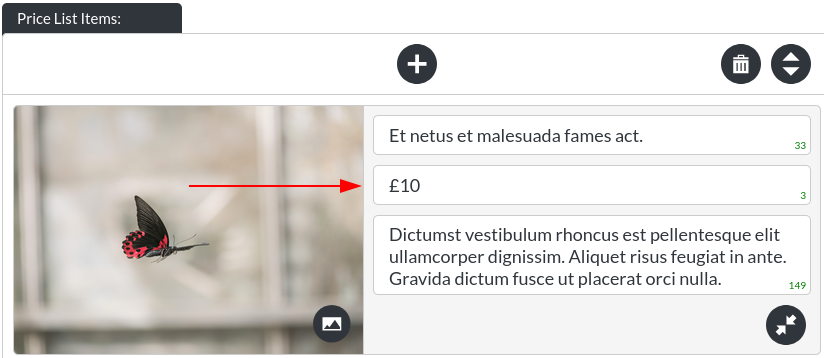 Price List Items:
Et netus et malesuada fames act.
33
£10
3
Dictumst vestibulum rhoncus est pellentesque elit
ullamcorper dignissim. Aliquet risus feugiat in ante.
Gravida dictum fusce ut placerat orci nulla.
149